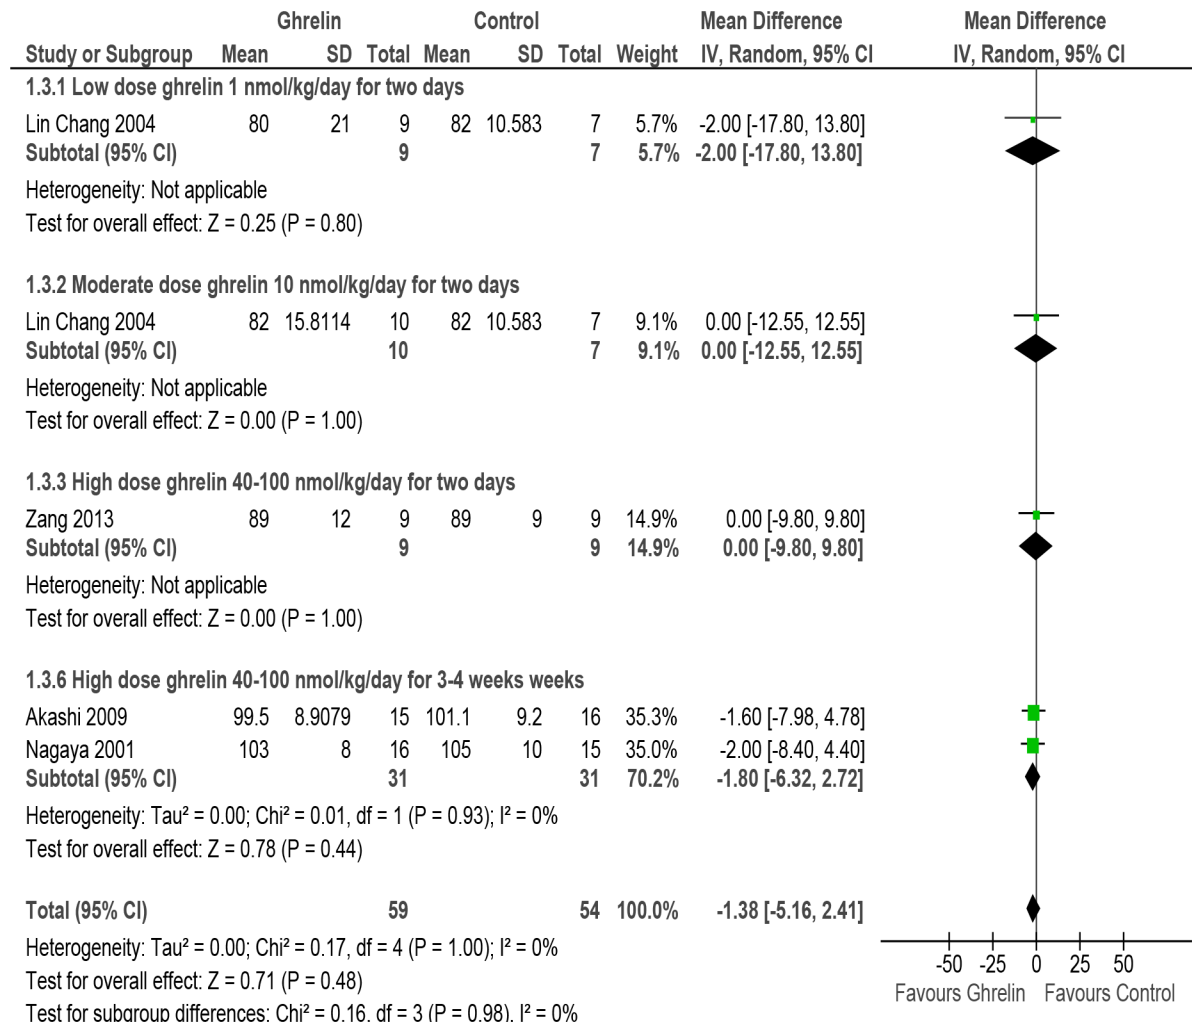 Ghrelin Control Mean Difference Mean Difference
Study or Subgroup Mean SD Total Mean SD Total Weight IV, Random, 95% CI IV, Random, 95% CI
1.3.1 Low dose ghrelin 1 nmol/kg/day for two days
Lin Chang 2004 80 21 9 82 10.583 7 5.7% -2.00 [-17.80, 13.80]
Subtotal (95% CI) 9 7 5.7% -2.00 [-17.80, 13.80]
Heterogeneity: Not applicable
Test for overall effect: Z = 0.25 (P = 0.80)
1.3.2 Moderate dose ghrelin 10 nmol/kg/day for two days
Lin Chang 2004 82 15.8114 10 82 10.583 7 9.1% 0.00 [-12.55, 12.55]
Subtotal (95% CI) 10 7 9.1% 0.00 [-12.55, 12.55]
Heterogeneity: Not applicable
Test for overall effect: Z = 0.00 (P = 1.00)
1.3.3 High dose ghrelin 40-100 nmol/kg/day for two days
Zang 2013 89 12 9 89 9 9 14.9% 0.00 [-9.80, 9.80]
Subtotal (95% CI) 9 9 14.9% 0.00 [-9.80, 9.80]
Heterogeneity: Not applicable
Test for overall effect: Z = 0.00 (P = 1.00)
1.3.6 High dose ghrelin 40-100 nmol/kg/day for 3-4 weeks weeks
Akashi 2009 99.5 8.9079 15 101.1 9.2 16 35.3% -1.60 [-7.98, 4.78]
Nagaya 2001 103 8 16 105 10 15 35.0% -2.00 [-8.40, 4.40]
Subtotal (95% CI) 31 31 70.2% -1.80 [-6.32, 2.72]
Heterogeneity: Tau² = 0.00; Chi² = 0.01, df = 1 (P = 0.93); I² = 0%
Test for overall effect: Z = 0.78 (P = 0.44)
Total (95% CI) 59 54 100.0% -1.38 [-5.16, 2.41]
Heterogeneity: Tau² = 0.00; Chi² = 0.17, df = 4 (P = 1.00); I² = 0%
Test for overall effect: Z = 0.71 (P = 0.48)
Test for subgroup differences: Chi² = 0.16, df = 3 (P = 0.98), I² = 0%
-50 -25 0 25 50
Favours Ghrelin Favours Control